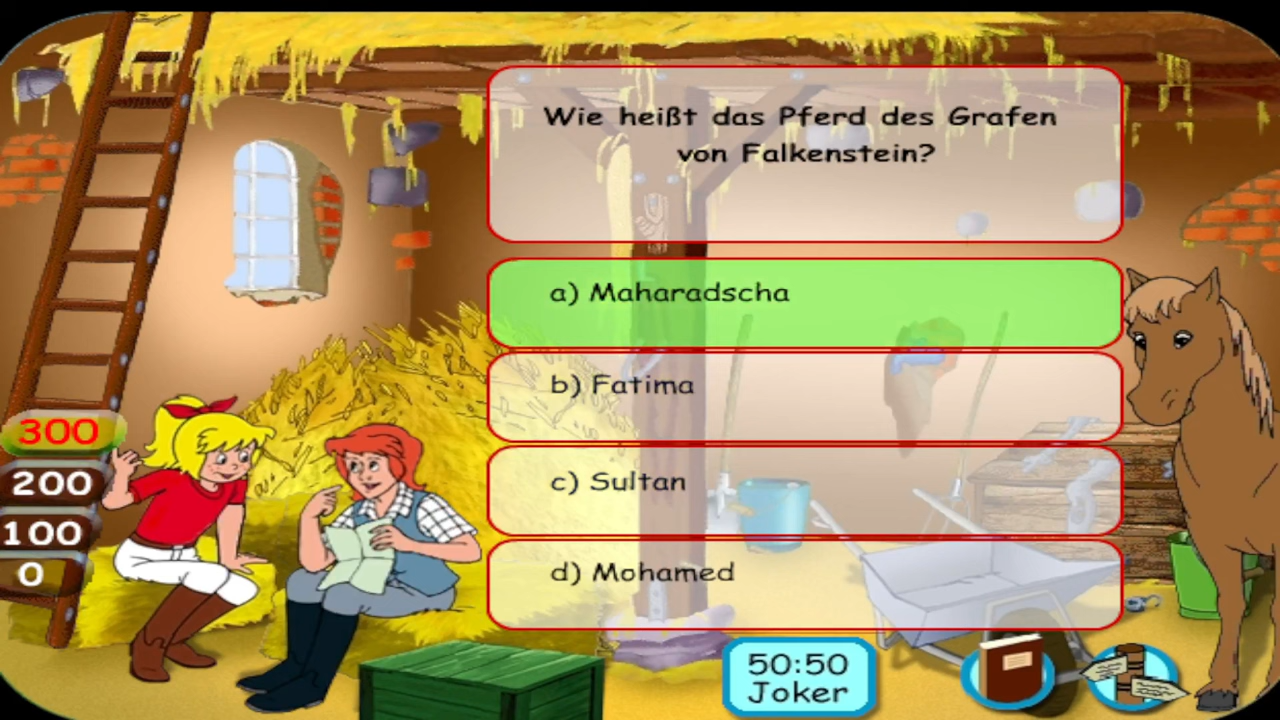 Wie heißt das Pferd des Grafen
von Falkenstein?
a) Maharadscha
b) Fatima
c) Sultan
d) Mohamed
300
200
100
0
50:50
Joker